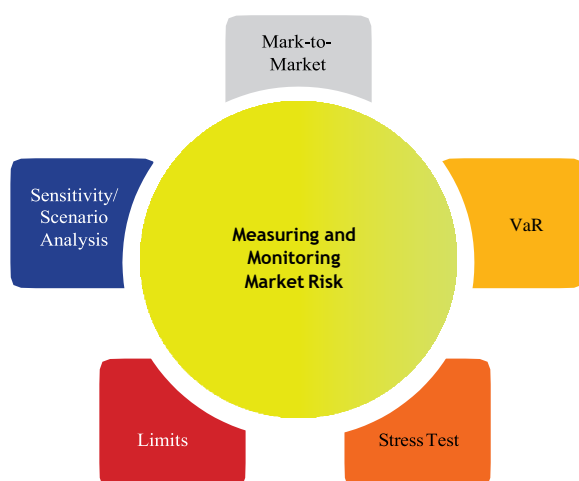 Mark-to-
Market
Sensitivity/
Scenario
Analysis
Measuring and
Monitoring
Market Risk
VaR
Limits
Stress Test